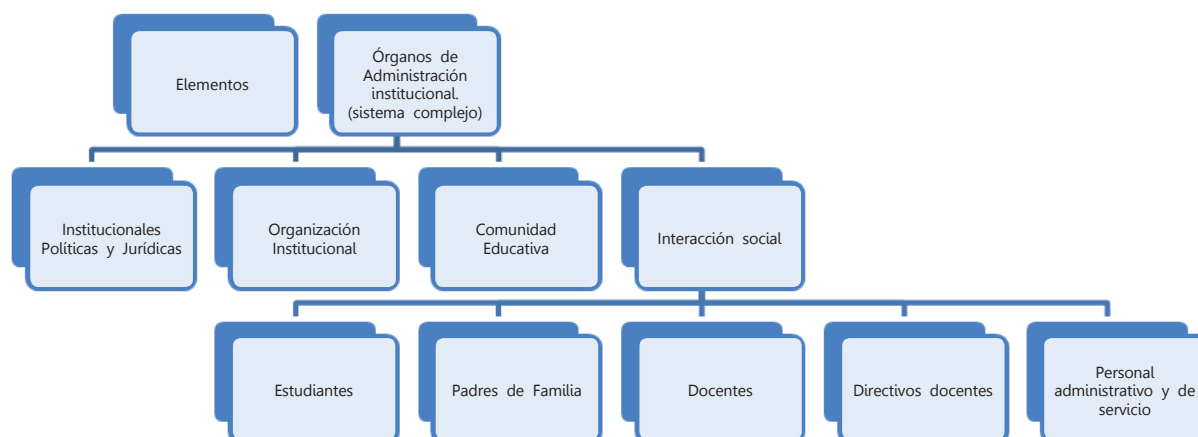 Elementos
Órganos de
Administración
institucional.
(sistema complejo)
Institucionales
Políticas y Jurídicas
Organización
Institucional
Comunidad
Educativa
Interacción social
Estudiantes
Padres de Familia
Docentes
Directivos docentes
Personal
administrativo y de
servicio